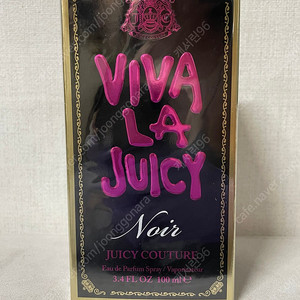 VIVA
LA
JUICY
Noir
JUICY COUTURE
Eau de Parfum Spray / Vaporisateur
3.4 FL OZ 100 ml